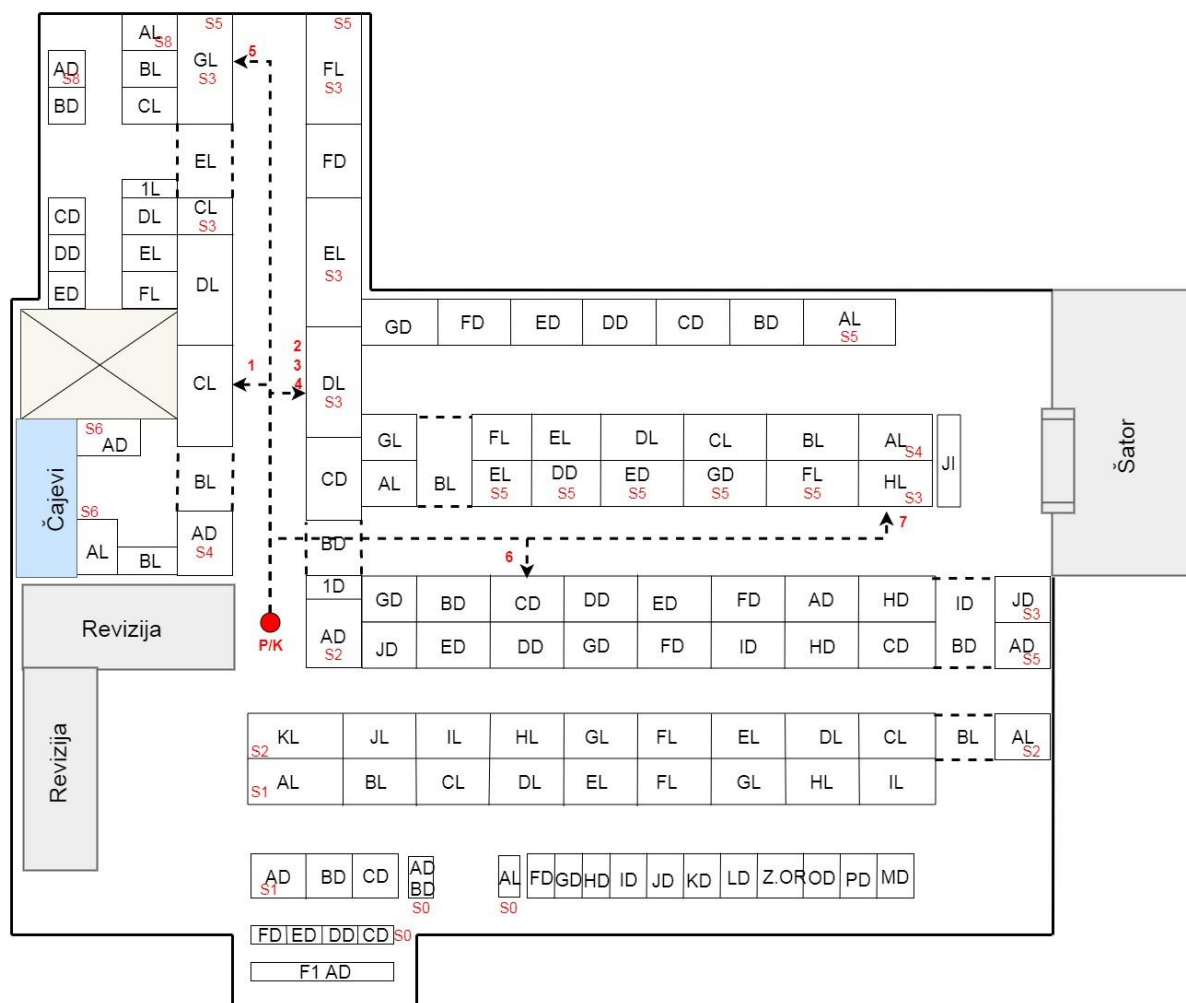 S5
S5
AL
S8
GL
S3
5
AD
S8
BL
FL
S3
BD
CL
EL
FD
1L
CD
DL
CL
S3
DD
EL
DL
EL
S3
ED
FL
GD
FD
ED
DD
CD
BD
AL
S5
2
3
4
1
CL
DL
S3
S6
AD
GL
FL
EL
DL
CL
BL
AL
S4
JI
Šator
Čajevi
BL
CD
AL
BL
EL
S5
DD
S5
ED
S5
GD
S5
FL
S5
HL
S3
S6
AL
BL
AD
S4
BD
6
7
1D
GD
BD
CD
DD
ED
FD
AD
HD
ID
JD
S3
Revizija
P/K
AD
S2
JD
ED
DD
GD
FD
ID
HD
CD
BD
AD
S5
Revizija
S2
KL
JL
IL
HL
GL
FL
EL
DL
CL
BL
AL
S2
S1
AL
BL
CL
DL
EL
FL
GL
HL
IL
AD
S1
BD
CD
AD
BD
S0
AL
S0
FD
GD
HD
ID
JD
KD
LD
Z.OR
OD
PD
MD
FD
ED
DD
CD
S0
F1 AD